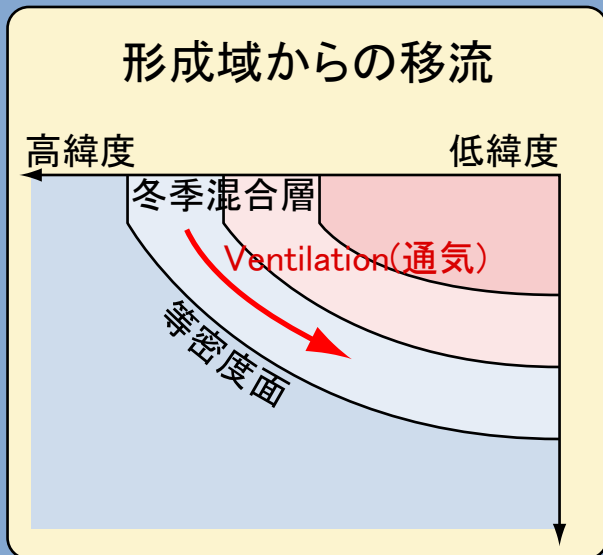 形成域からの移流
高緯度
低緯度
冬季混合層
Ventilation(通気)
等密度面